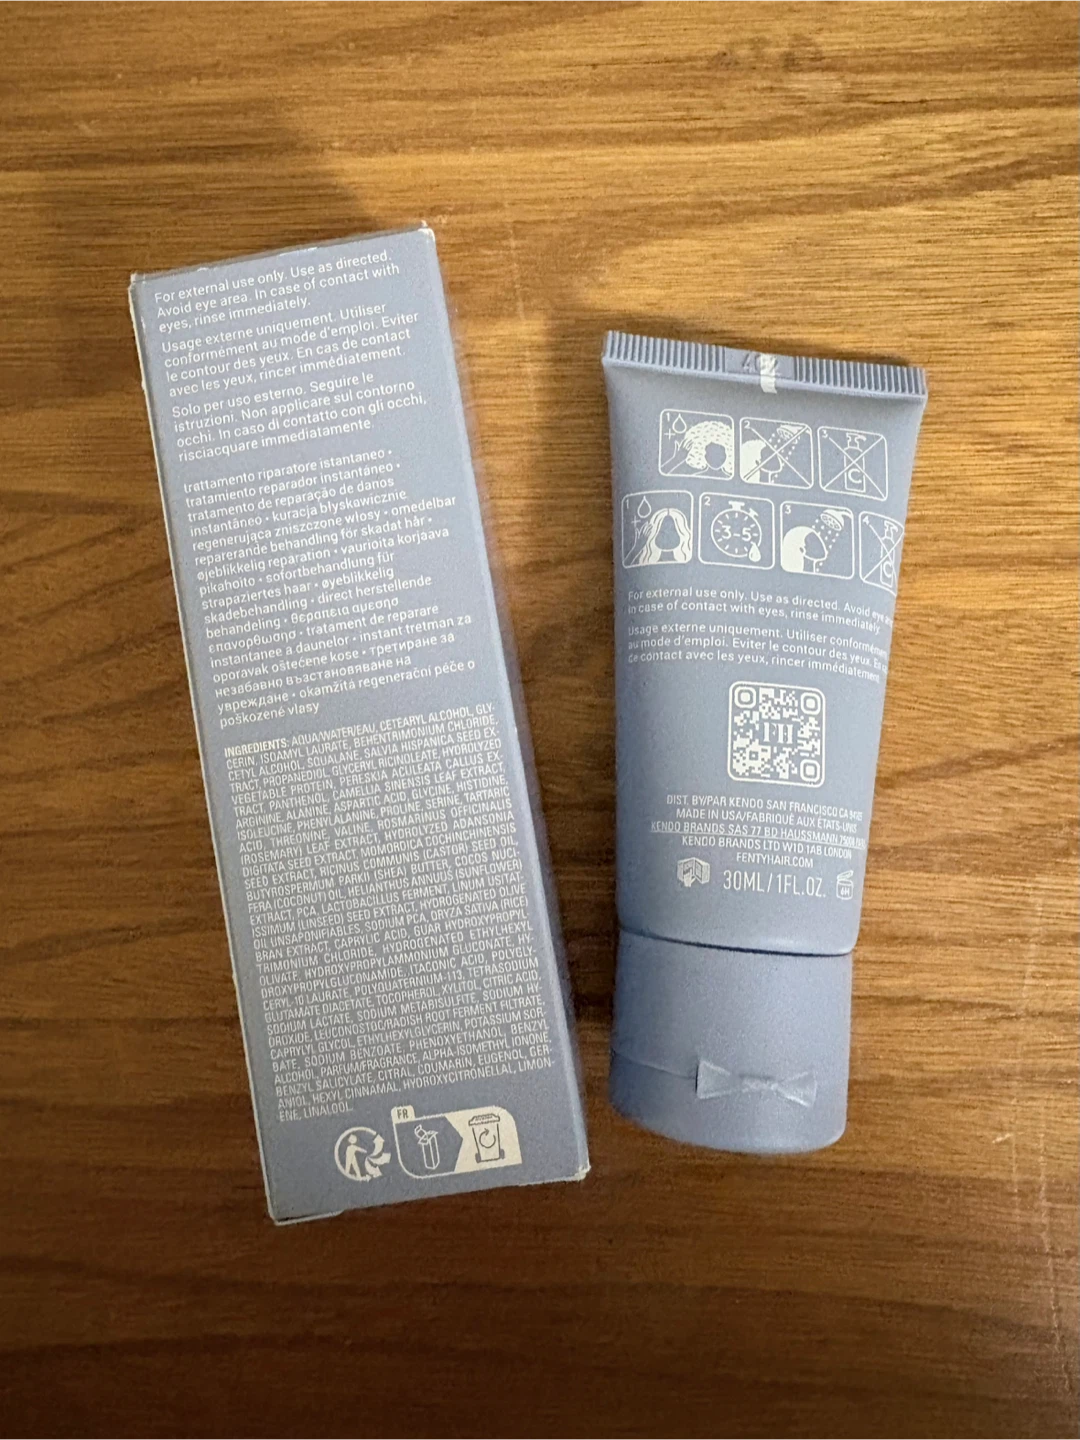 For external use only. Use as directed.
Avoid eye area. In case of contact with
eyes, rinse immediately.
Usage externe uniquement. Utiliser
conformément au mode d'emploi. Eviter
le contour des yeux. En cas de contact
avec les yeux, rincer immédiatement.
Solo per uso esterno. Seguire le
istruzioni. Non applicare sul contorno
occhi. In caso di contatto con gli occhi,
risciacquare immediatamente.
trattamento riparatore istantaneo •
tratamiento reparador instantáneo •
tratamento de reparação de danos
instantâneo • kuracja błyskawicznie
regenerująca zniszczone włosy • omedelbar
reparerande behandling för skadat hår •
øjeblikkelig reparation • vaurioita korjaava
pikahoito • sofortbehandlung für
strapaziertes haar • øyeblikkelig
skadebehandling • direct herstellende
behandeling • θεραπεια αμεσησ
επανορθωσησ • tratament de reparare
instantanee a daunelor • instant tretman za
oporavak oštećene kose • третиране за
незабавно възстановяване на
увреждане • okamžitá regenerační péče o
poškozené vlasy
INGREDIENTS: AQUA/WATER/EAU, CETEARYL ALCOHOL, GLY-
CERIN, ISOAMYL LAURATE, BEHENTRIMONIUM CHLORIDE,
CETYL ALCOHOL, SQUALANE, SALVIA HISPANICA SEED EX-
TRACT, PROPANEDIOL, GLYCERYL RICINOLEATE, HYDROLYZED
VEGETABLE PROTEIN, PERESKIA ACULEATA CALLUS EX-
TRACT, PANTHENOL, CAMELLIA SINENSIS LEAF EXTRACT,
ARGININE, ALANINE, ASPARTIC ACID, GLYCINE, HISTIDINE,
ISOLEUCINE, PHENYLALANINE, PROLINE, SERINE, TARTARIC
ACID, THREONINE, VALINE, ROSMARINUS OFFICINALIS
(ROSEMARY) LEAF EXTRACT, HYDROLYZED ADANSONIA
DIGITATA SEED EXTRACT, MOMORDICA COCHINCHINENSIS
SEED EXTRACT, RICINUS COMMUNIS (CASTOR) SEED OIL,
BUTYROSPERMUM PARKII (SHEA) BUTTER, COCOS NUCI-
FERA (COCONUT) OIL, HELIANTHUS ANNUUS (SUNFLOWER)
EXTRACT, PCA, LACTOBACILLUS FERMENT, LINUM USITAT-
ISSIMUM (LINSEED) SEED EXTRACT, HYDROGENATED OLIVE
OIL UNSAPONIFIABLES, SODIUM PCA, ORYZA SATIVA (RICE)
BRAN EXTRACT, CAPRYLIC ACID, GUAR HYDROXYPROPYL-
TRIMONIUM CHLORIDE, HYDROGENATED ETHYLHEXYL
OLIVATE, HYDROXYPROPYLAMMONIUM GLUCONATE, HY-
DROXYPROPYLGLUCONAMIDE, ITACONIC ACID, POLYGLY-
CERYL-10 LAURATE, POLYQUATERNIUM-113, TETRASODIUM
GLUTAMATE DIACETATE, TOCOPHEROL, XYLITOL, CITRIC ACID,
SODIUM LACTATE, SODIUM METABISULFITE, SODIUM HY-
DROXIDE, LEUCONOSTOC/RADISH ROOT FERMENT FILTRATE,
CAPRYLYL GLYCOL, ETHYLHEXYLGLYCERIN, POTASSIUM SOR-
BATE, SODIUM BENZOATE, PHENOXYETHANOL, BENZYL
ALCOHOL, PARFUM/FRAGRANCE, ALPHA-ISOMETHYL IONONE,
BENZYL SALICYLATE, CITRAL, COUMARIN, EUGENOL, GER-
ANIOL, HEXYL CINNAMAL, HYDROXYCITRONELLAL, LIMON-
ENE, LINALOOL.
FR
1
2
3
C
1
2
3
4
3-5
C
For external use only. Use as directed. Avoid eye
In case of contact with eyes, rinse immediately.
Usage externe uniquement. Utiliser conformément
au mode d'emploi. Eviter le contour des yeux. En
de contact avec les yeux, rincer immédiatement.
FH
DIST. BY/PAR KENDO SAN FRANCISCO CA 94105
MADE IN USA/FABRIQUÉ AUX ÉTATS-UNIS
KENDO BRANDS SAS 77 BD HAUSSMANN 75008
KENDO BRANDS LTD W1D 1AB LONDON
FENTYHAIR.COM
30ML/1FL.OZ.
6M